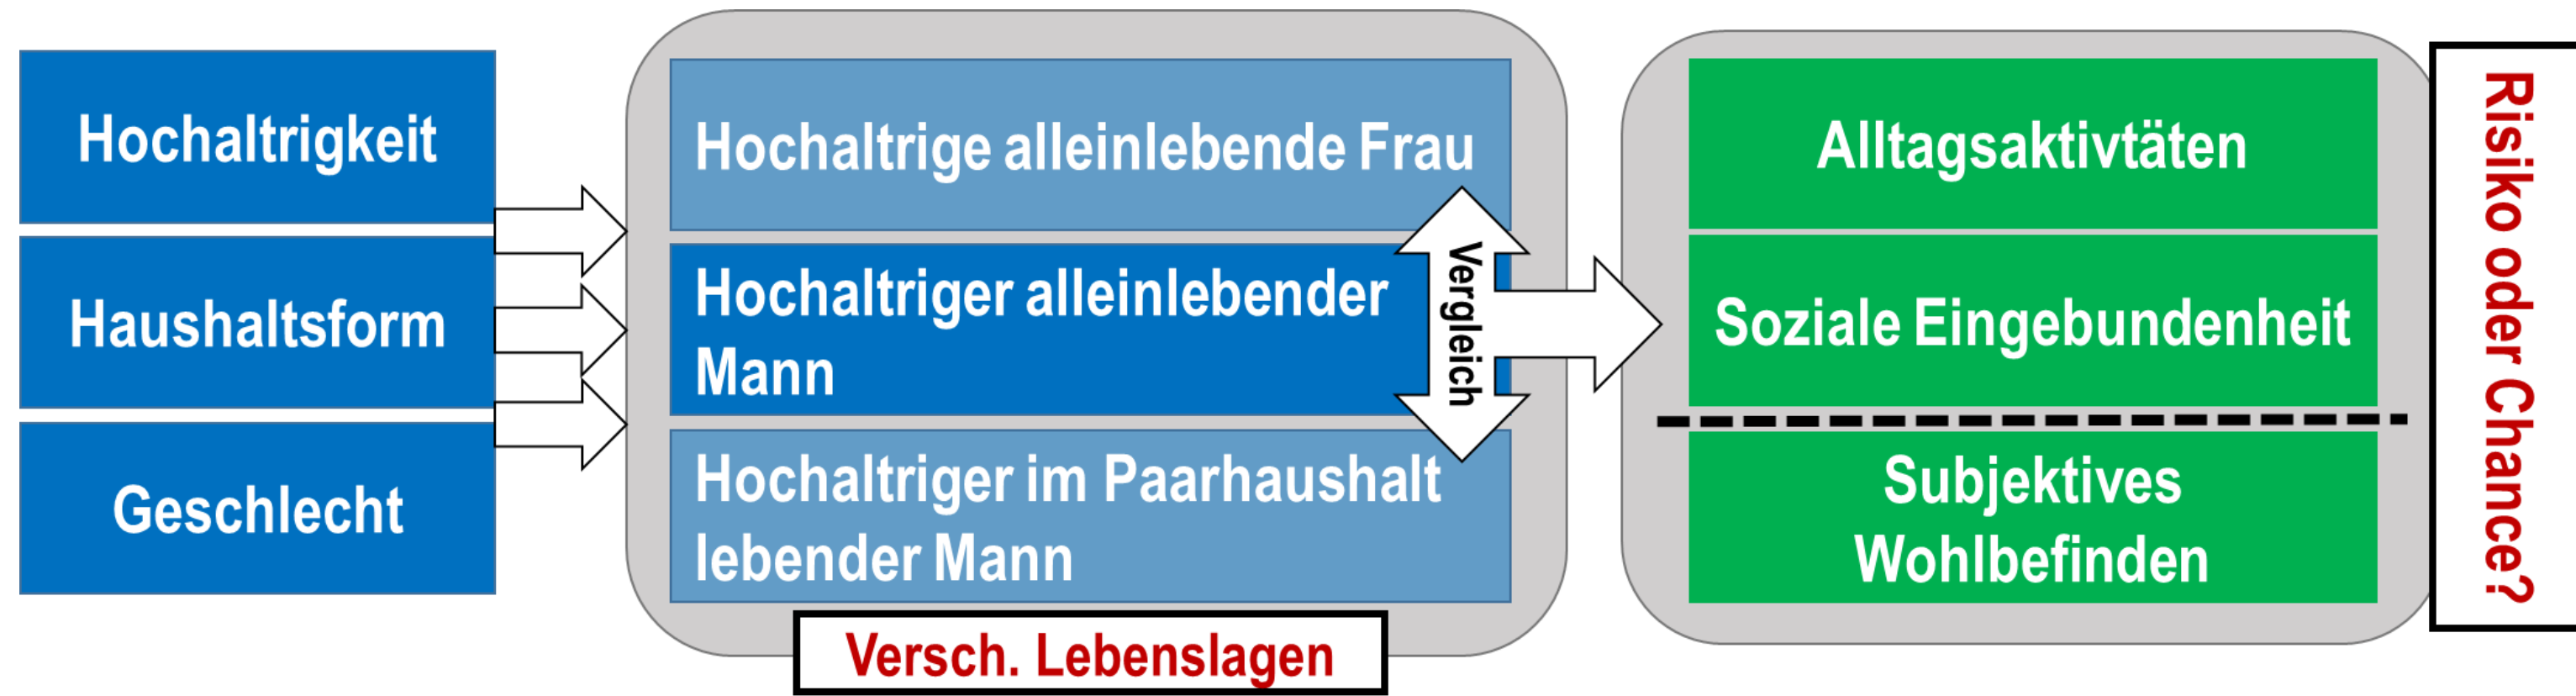 Hochaltrigkeit
Haushaltsform
Geschlecht
Hochaltrige alleinlebende Frau
Hochaltriger alleinlebender
Mann
Hochaltriger im Paarhaushalt
lebender Mann
Vergleich
Versch. Lebenslagen
Alltagsaktivtäten
Soziale Eingebundenheit
Subjektives
Wohlbefinden
Risiko oder Chance?